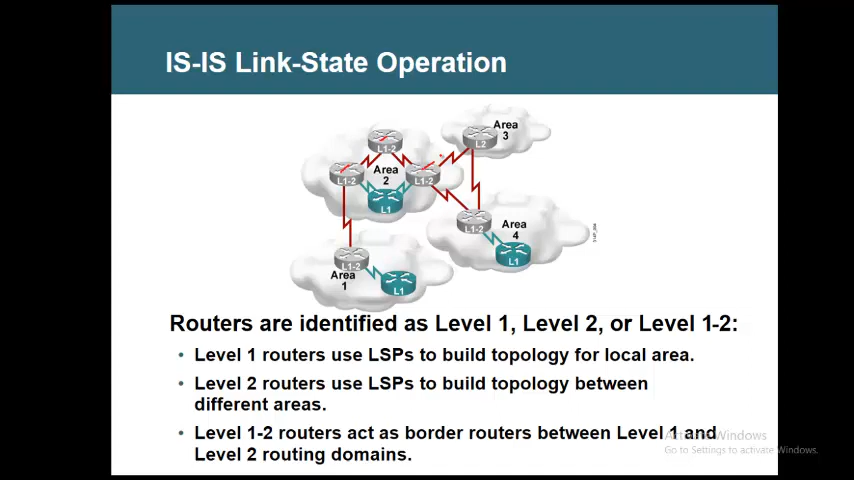 IS-IS Link-State Operation
Area
3
L2
L1-2
L1-2
Area
2
L1-2
L1
L1-2
Area
4
L1
L1-2
Area
1
L1
Routers are identified as Level 1, Level 2, or Level 1-2:
• Level 1 routers use LSPs to build topology for local area.
• Level 2 routers use LSPs to build topology between
different areas.
• Level 1-2 routers act as border routers between Level 1 and
Level 2 routing domains.
Activate Windows
Go to Settings to activate Windows.